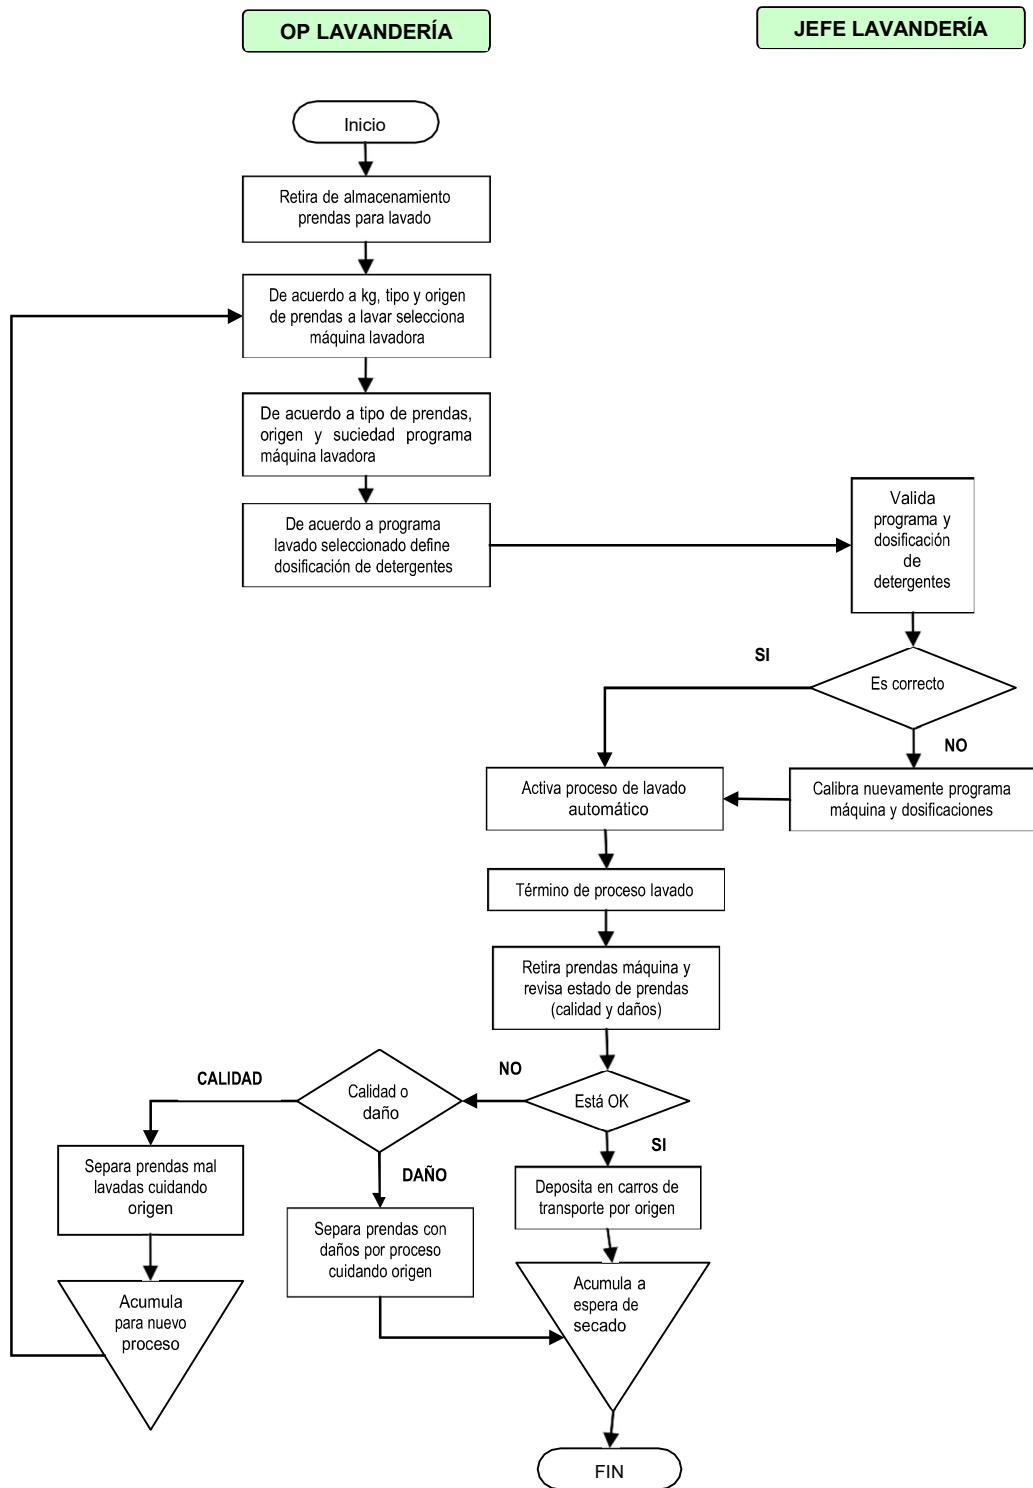 OP LAVANDERÍA
JEFE LAVANDERÍA
Inicio
Retira de almacenamiento
prendas para lavado
De acuerdo a kg, tipo y origen
de prendas a lavar selecciona
máquina lavadora
De acuerdo a tipo de prendas,
origen y suciedad programa
máquina lavadora
De acuerdo a programa
lavado seleccionado define
dosificación de detergentes
Valida
programa y
dosificación
de
detergentes
Es correcto
SI
NO
Calibra nuevamente programa
máquina y dosificaciones
Activa proceso de lavado
automático
Término de proceso lavado
Retira prendas máquina y
revisa estado de prendas
(calidad y daños)
Está OK
NO
SI
Calidad o
daño
CALIDAD
DAÑO
Separa prendas mal
lavadas cuidando
origen
Separa prendas con
daños por proceso
cuidando origen
Deposita en carros de
transporte por origen
Acumula
para nuevo
proceso
Acumula a
espera de
secado
FIN